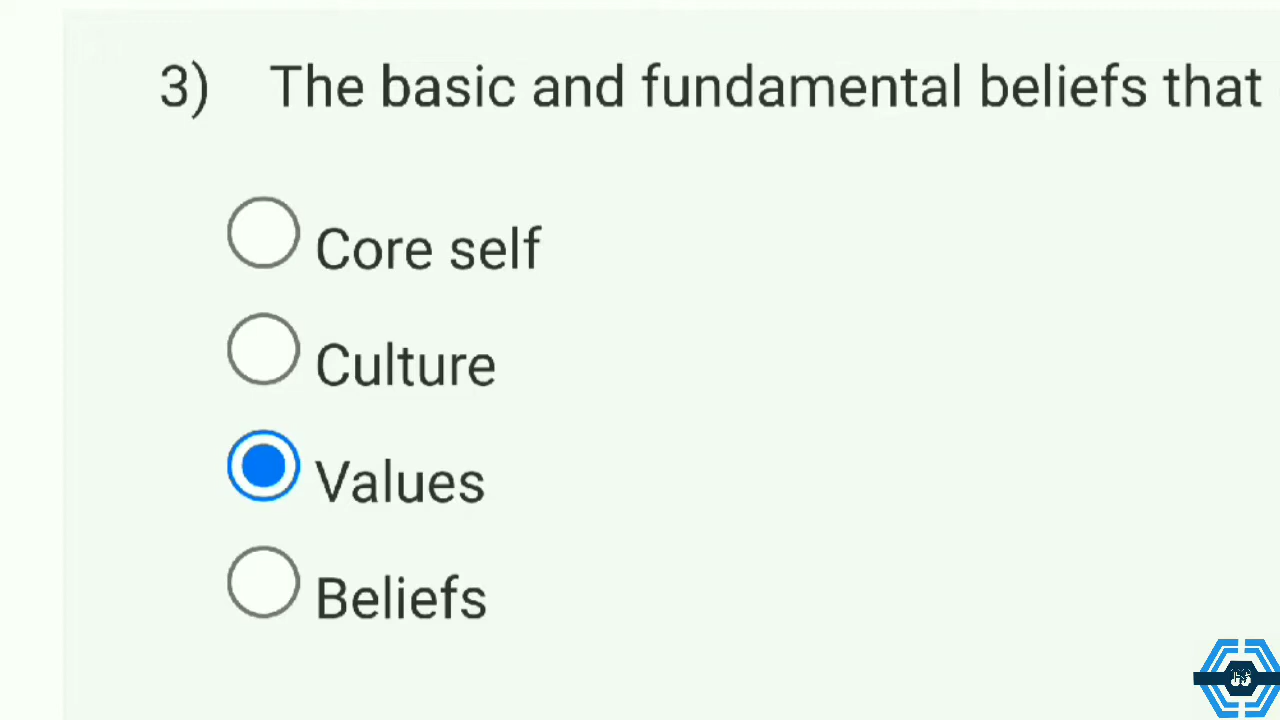 3) The basic and fundamental beliefs that
Core self
Culture
Values
Beliefs